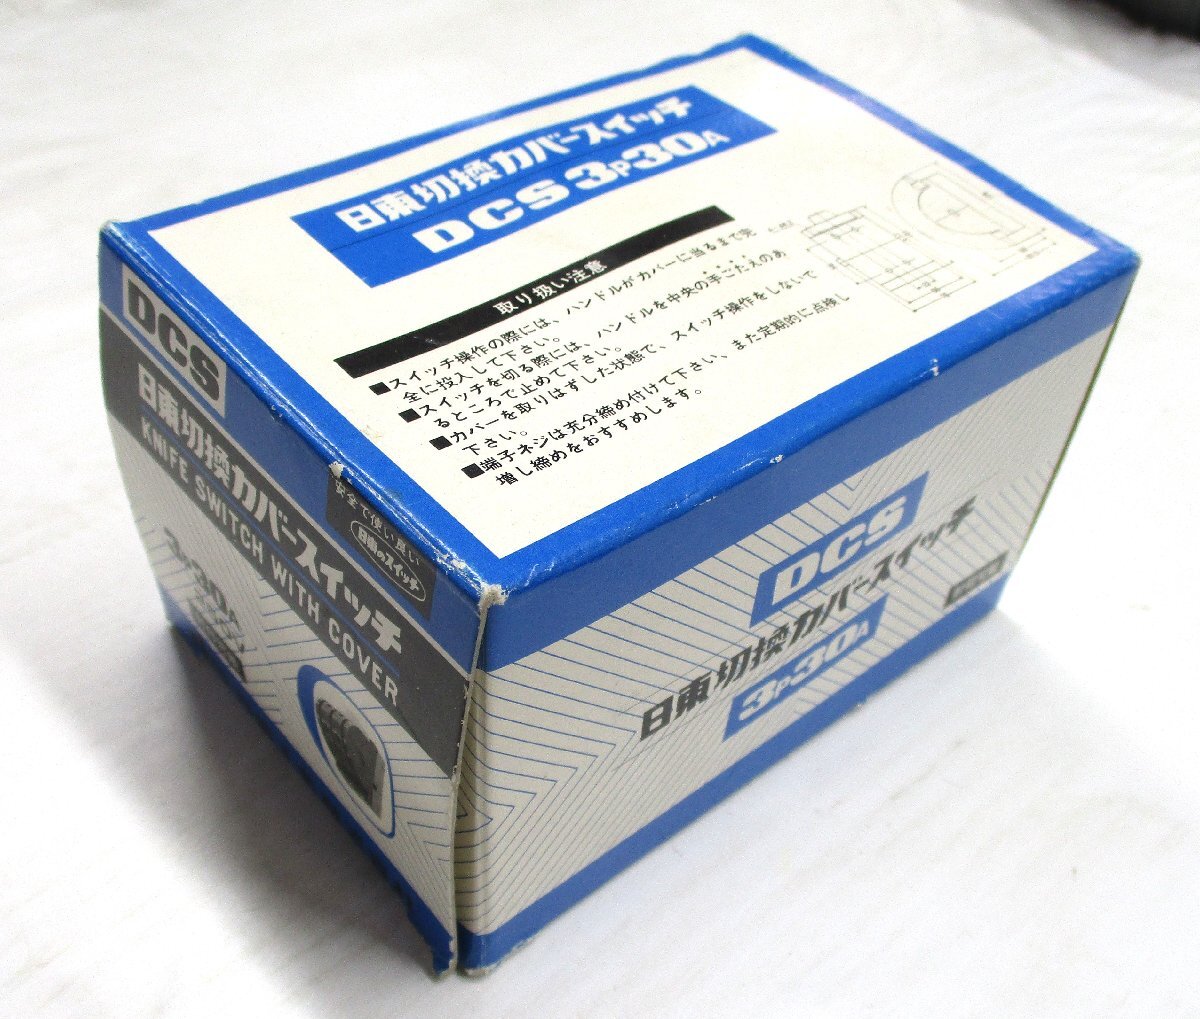 日東切換カバースイッチ
DCS 3P30A
取り扱い注意
■スイッチ操作の際には、ハンドルがカバーに当るまで完
全に投入して下さい。
■スイッチを切る際には、ハンドルを中央の手ごたえのあ
るところで止めて下さい。
■カバーを取りはずした状態で、スイッチ操作をしないで
下さい。
■端子ネジは充分締め付けて下さい、また定期的に点検し
増し締めをおすすめします。
DCS
日東切換カバースイッチ
KNIFE SWITCH WITH COVER
3P30A
安全で使い良い
日東のスイッチ
DCS
日東切換カバースイッチ
3P30A